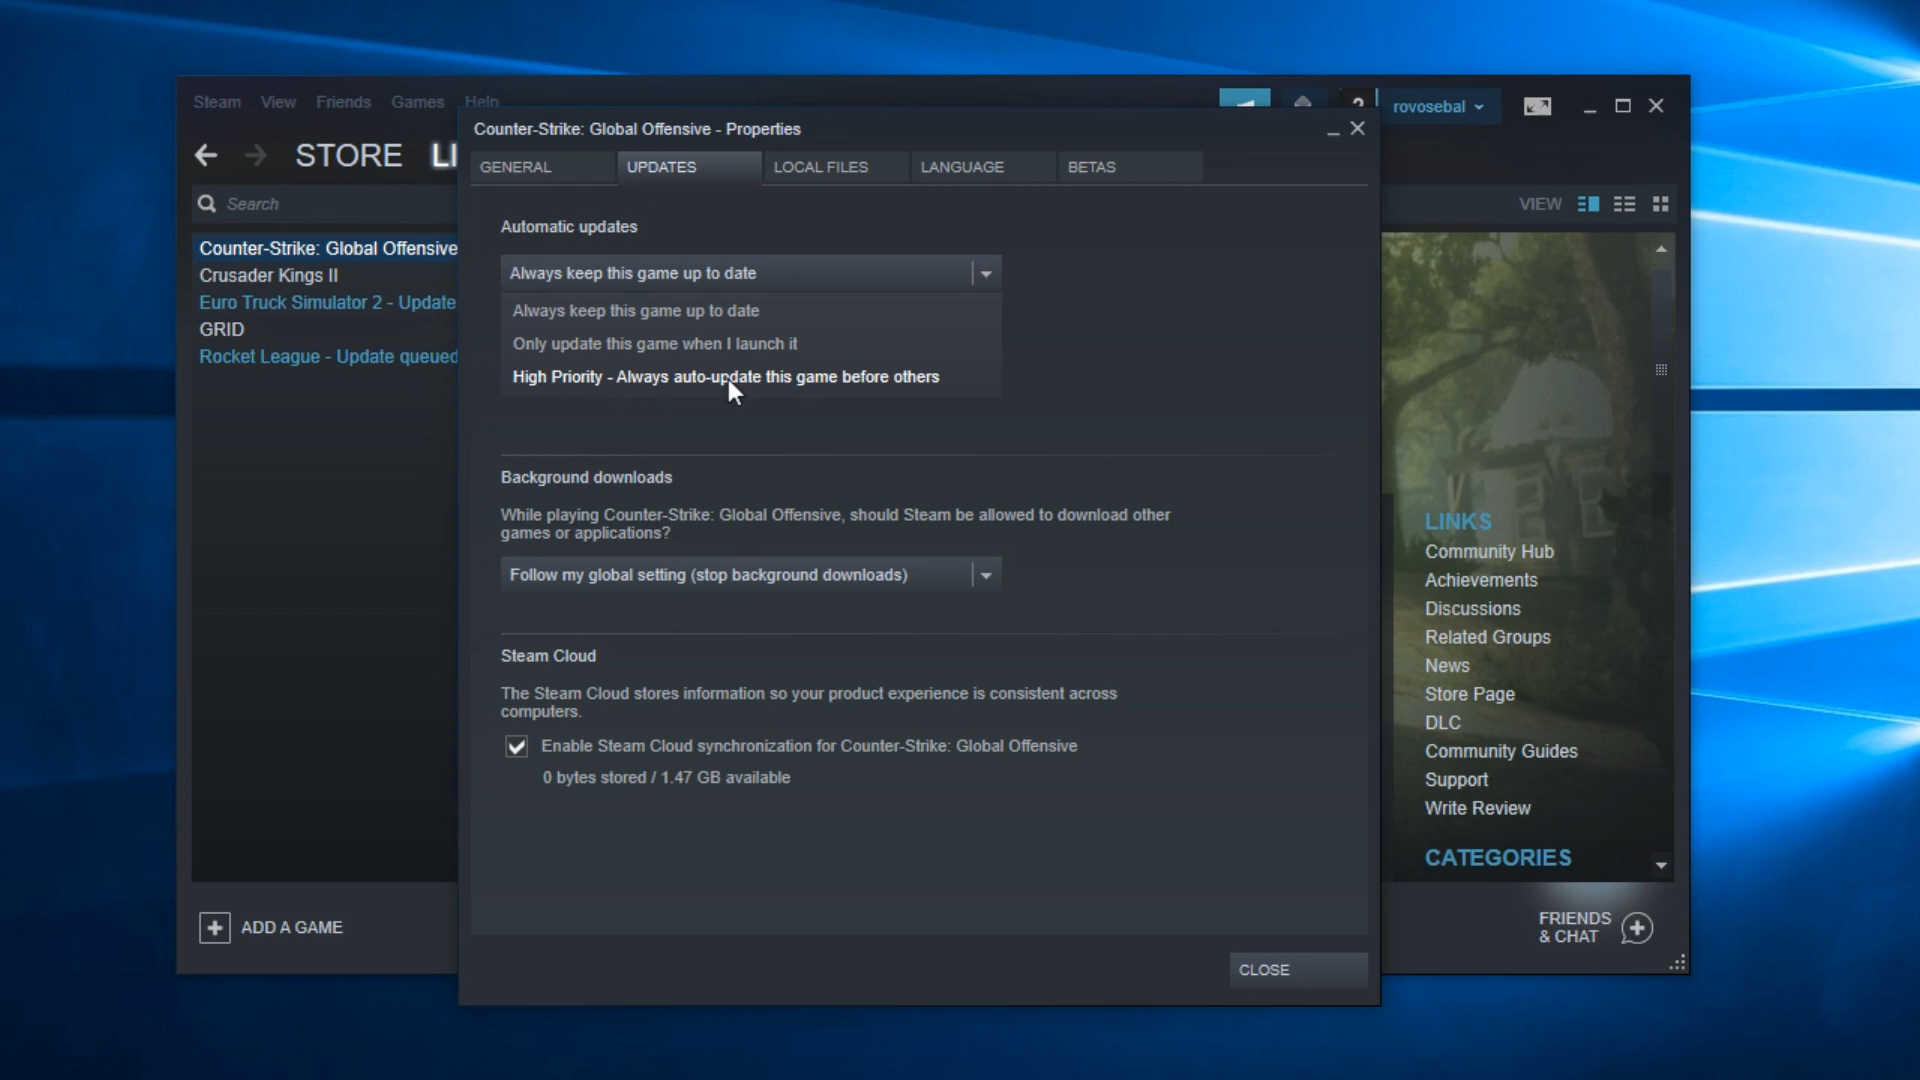 Steam View Friends Games Help
rovosebal
STORE LI
Search
Counter-Strike: Global Offensive
Crusader Kings II
Euro Truck Simulator 2 - Update
GRID
Rocket League - Update queued
ADD A GAME
Counter-Strike: Global Offensive - Properties
GENERAL UPDATES LOCAL FILES LANGUAGE BETAS
Automatic updates
Always keep this game up to date
Always keep this game up to date
Only update this game when I launch it
High Priority - Always auto-update this game before others
Background downloads
While playing Counter-Strike: Global Offensive, should Steam be allowed to download other
games or applications?
Follow my global setting (stop background downloads)
Steam Cloud
The Steam Cloud stores information so your product experience is consistent across
computers.
Enable Steam Cloud synchronization for Counter-Strike: Global Offensive
0 bytes stored / 1.47 GB available
CLOSE
VIEW
LINKS
Community Hub
Achievements
Discussions
Related Groups
News
Store Page
DLC
Community Guides
Support
Write Review
CATEGORIES
FRIENDS
& CHAT